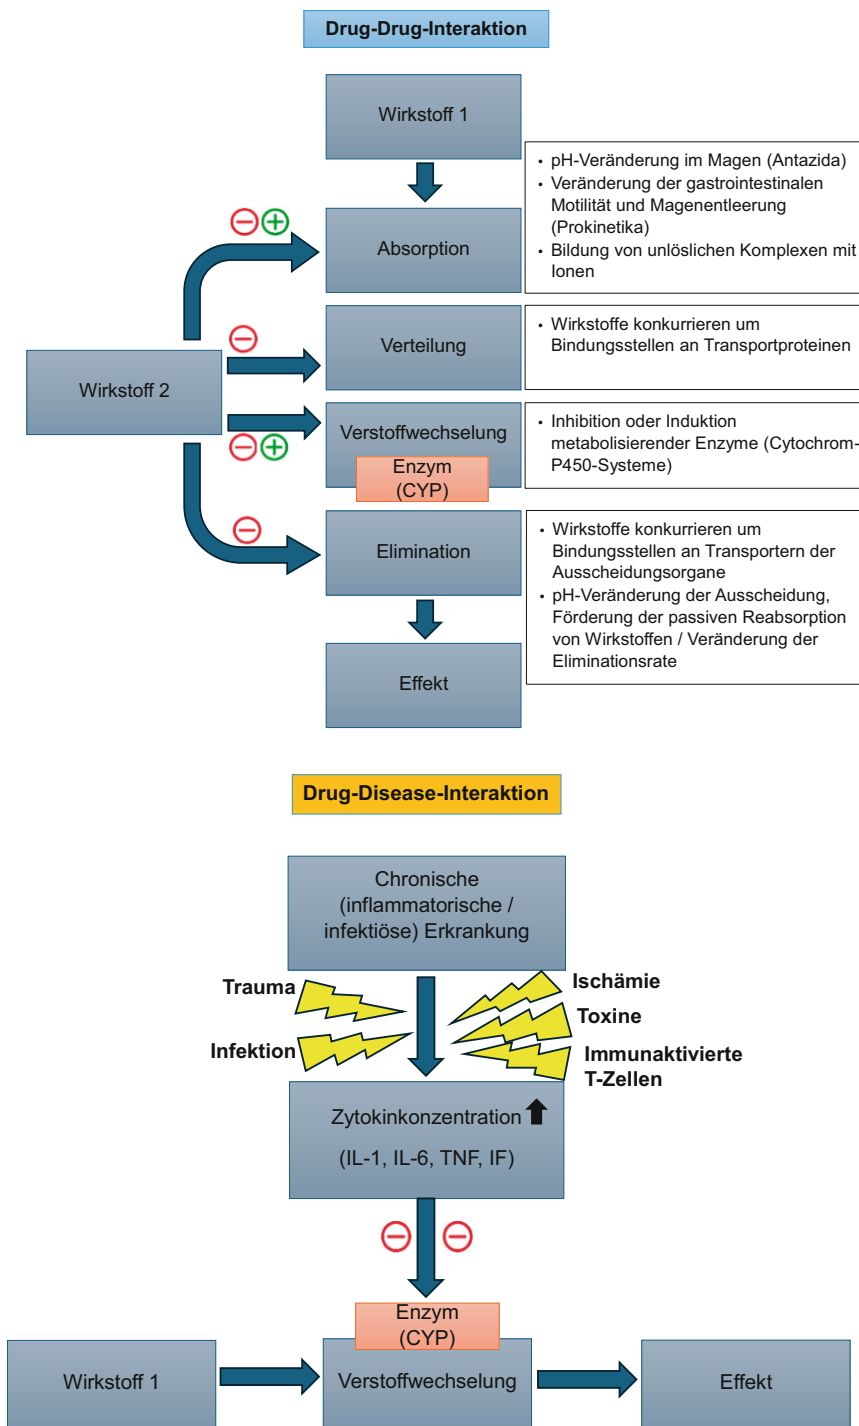 Drug-Drug-Interaktion
Wirkstoff 1
• pH-Veränderung im Magen (Antazida)
• Veränderung der gastrointestinalen
Motilität und Magenentleerung
(Prokinetika)
• Bildung von unlöslichen Komplexen mit
Ionen
Absorption
Verteilung
• Wirkstoffe konkurrieren um
Bindungsstellen an Transportproteinen
Wirkstoff 2
Verstoffwechselung
Enzym
(CYP)
• Inhibition oder Induktion
metabolisierender Enzyme (Cytochrom-
P450-Systeme)
Elimination
• Wirkstoffe konkurrieren um
Bindungsstellen an Transportern der
Ausscheidungsorgane
• pH-Veränderung der Ausscheidung,
Förderung der passiven Reabsorption
von Wirkstoffen / Veränderung der
Eliminationsrate
Effekt
Drug-Disease-Interaktion
Chronische
(inflammatorische /
infektiöse) Erkrankung
Trauma
Infektion
Ischämie
Toxine
Immunaktivierte
T-Zellen
Zytokinkonzentration
(IL-1, IL-6, TNF, IF)
Enzym
(CYP)
Wirkstoff 1
Verstoffwechselung
Effekt